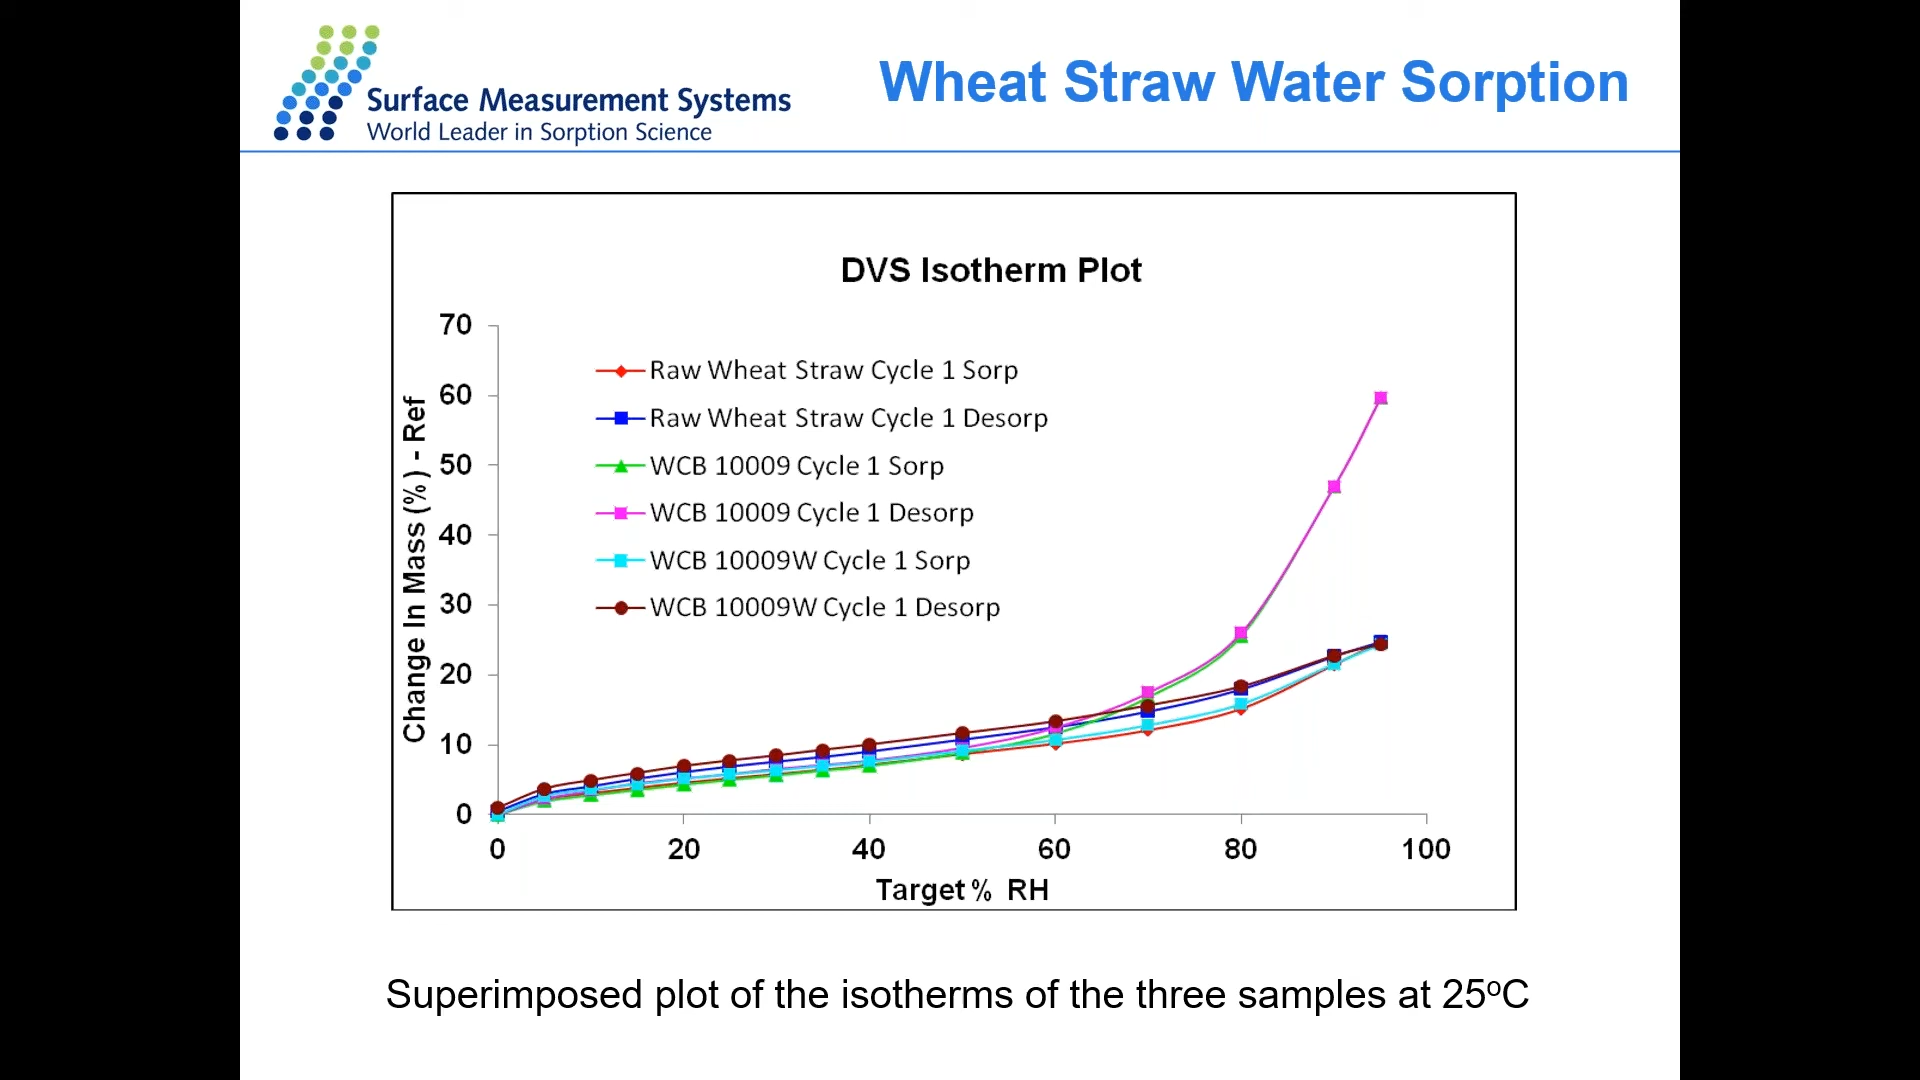 Surface Measurement Systems
World Leader in Sorption Science
Wheat Straw Water Sorption
DVS Isotherm Plot
Change In Mass (%) - Ref
70
60
50
40
30
20
10
0
Raw Wheat Straw Cycle 1 Sorp
Raw Wheat Straw Cycle 1 Desorp
WCB 10009 Cycle 1 Sorp
WCB 10009 Cycle 1 Desorp
WCB 10009W Cycle 1 Sorp
WCB 10009W Cycle 1 Desorp
0 20 40 60 80 100
Target % RH
Superimposed plot of the isotherms of the three samples at 25ºC